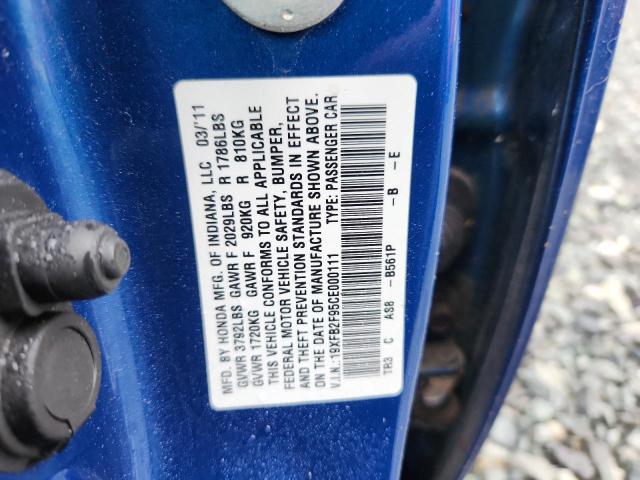 MFD. BY HONDA MFG. OF INDIANA, LLC 03/'11
GVWR 3792LBS GAWR F 2029LBS R 1786LBS
GVWR 1720KG GAWR F 920KG R 810KG
THIS VEHICLE CONFORMS TO ALL APPLICABLE
FEDERAL MOTOR VEHICLE SAFETY, BUMPER,
AND THEFT PREVENTION STANDARDS IN EFFECT
ON THE DATE OF MANUFACTURE SHOWN ABOVE.
V.I.N.:19XFB2F95CE000111 TYPE: PASSENGER CAR
TR3 C AS8 - B561P - B - E